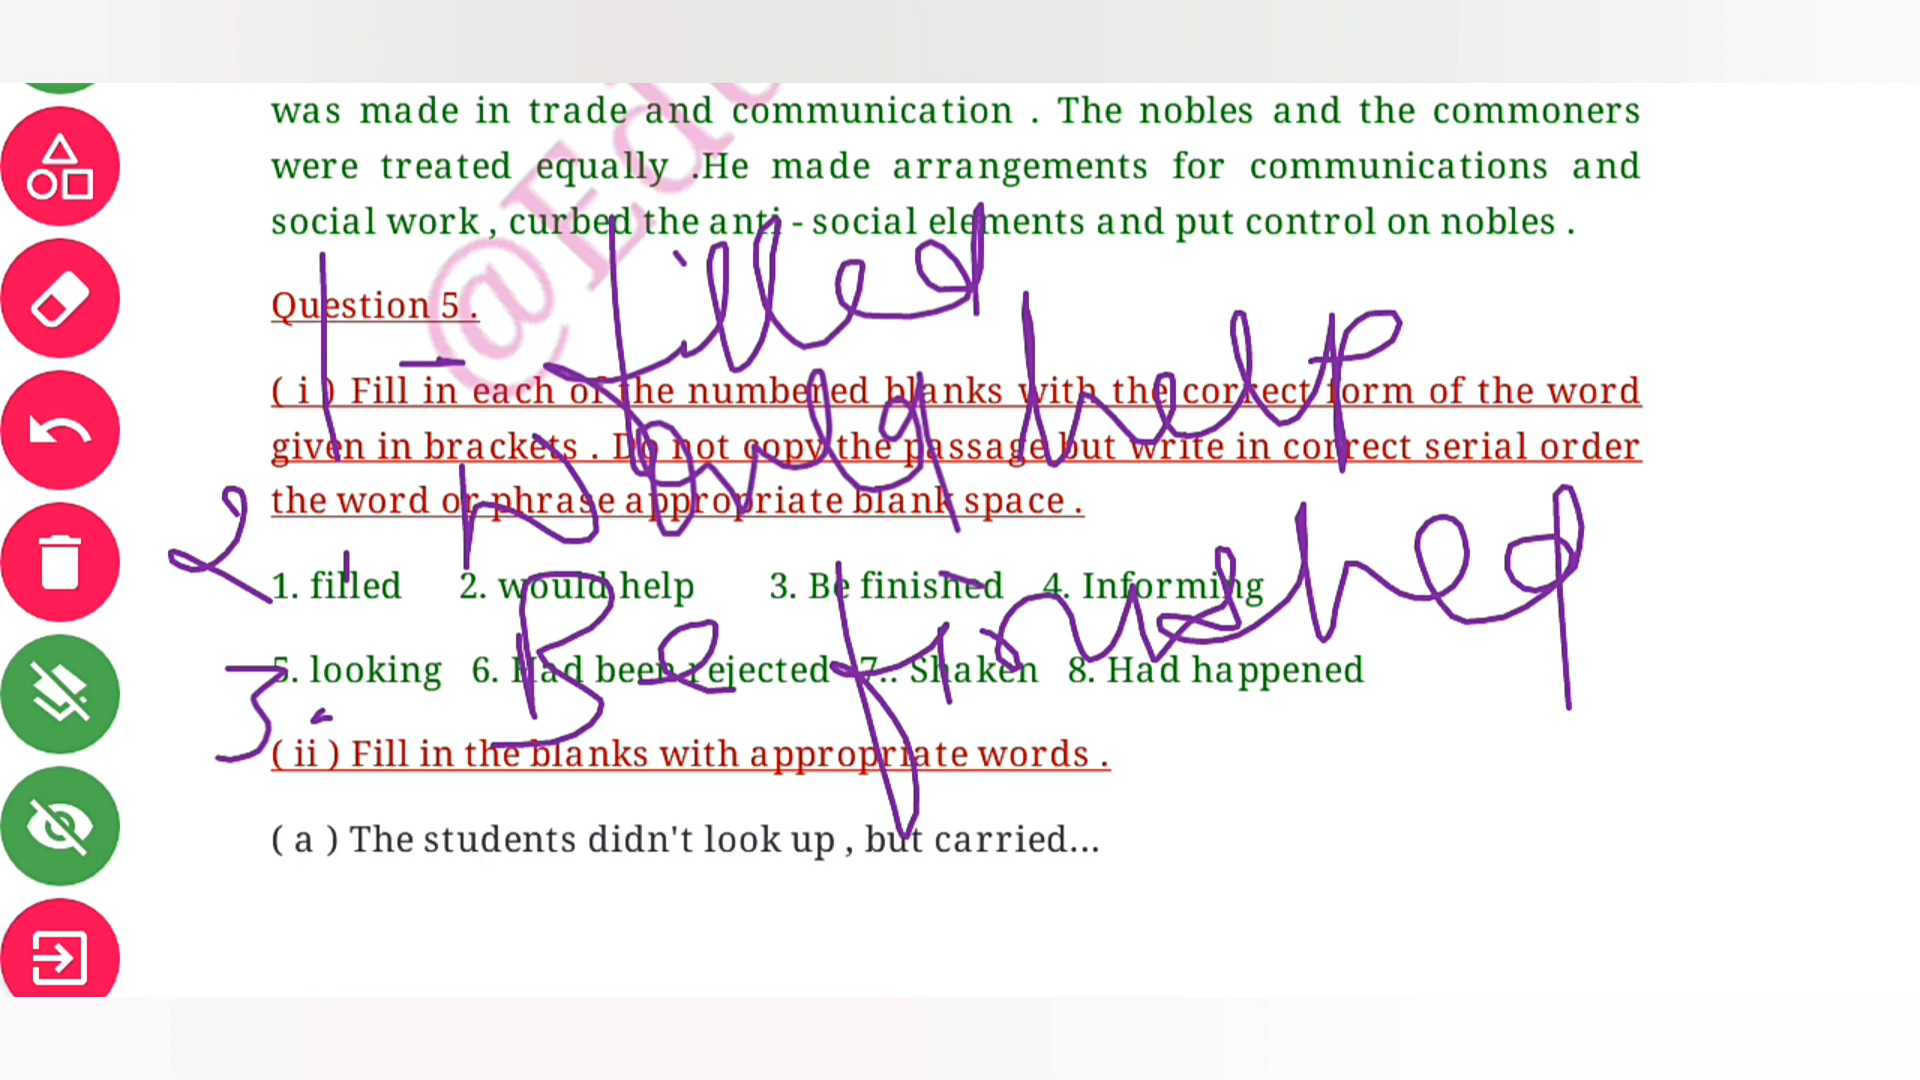 was made in trade and communication . The nobles and the commoners
were treated equally .He made arrangements for communications and
social work , curbed the anti - social elements and put control on nobles .
@Edu
Question 5 .
1 - filled
( i ) Fill in each of the numbered blanks with the correct form of the word
given in brackets . Do not copy the passage but write in correct serial order
the word or phrase appropriate blank space .
2 would help
1. filled 2. would help 3. Be finished 4. Informing
3. Be finished
5. looking 6. Had been rejected 7.. Shaken 8. Had happened
( ii ) Fill in the blanks with appropriate words .
( a ) The students didn't look up , but carried...